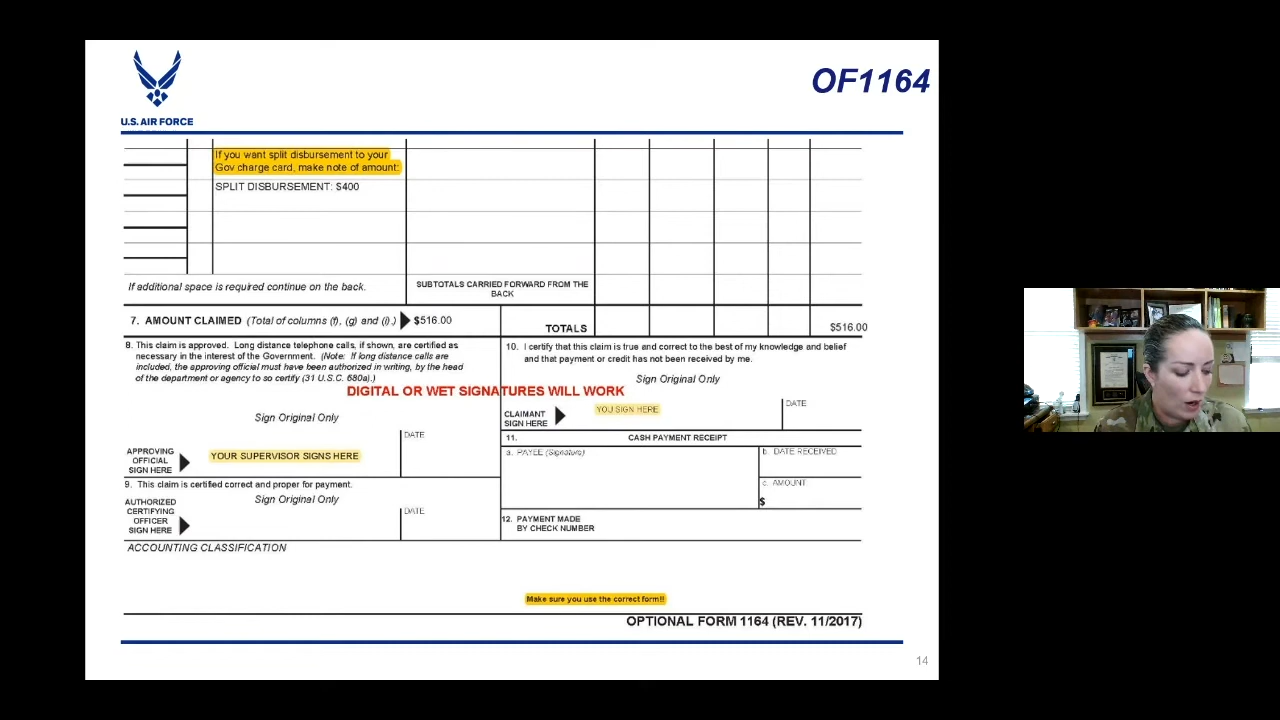 OF1164
U.S. AIR FORCE
If you want split disbursement to your
Gov charge card, make note of amount:
SPLIT DISBURSEMENT: $400
If additional space is required continue on the back.
SUBTOTALS CARRIED FORWARD FROM THE
BACK
7. AMOUNT CLAIMED (Total of columns (f), (g) and (i).) $516.00
TOTALS
$516.00
8. This claim is approved. Long distance telephone calls, if shown, are certified as
necessary in the interest of the Government. (Note: If long distance calls are
included, the approving official must have been authorized in writing, by the head
of the department or agency to so certify (31 U.S.C. 680a).)
10. I certify that this claim is true and correct to the best of my knowledge and belief
and that payment or credit has not been received by me.
Sign Original Only
DIGITAL OR WET SIGNATURES WILL WORK
CLAIMANT
SIGN HERE
YOU SIGN HERE
DATE
Sign Original Only
APPROVING
OFFICIAL
SIGN HERE
YOUR SUPERVISOR SIGNS HERE
DATE
11. CASH PAYMENT RECEIPT
a. PAYEE (Signature)
b. DATE RECEIVED
c. AMOUNT
$
9. This claim is certified correct and proper for payment.
Sign Original Only
AUTHORIZED
CERTIFYING
OFFICER
SIGN HERE
DATE
12. PAYMENT MADE
BY CHECK NUMBER
ACCOUNTING CLASSIFICATION
Make sure you use the correct form!!
OPTIONAL FORM 1164 (REV. 11/2017)
14